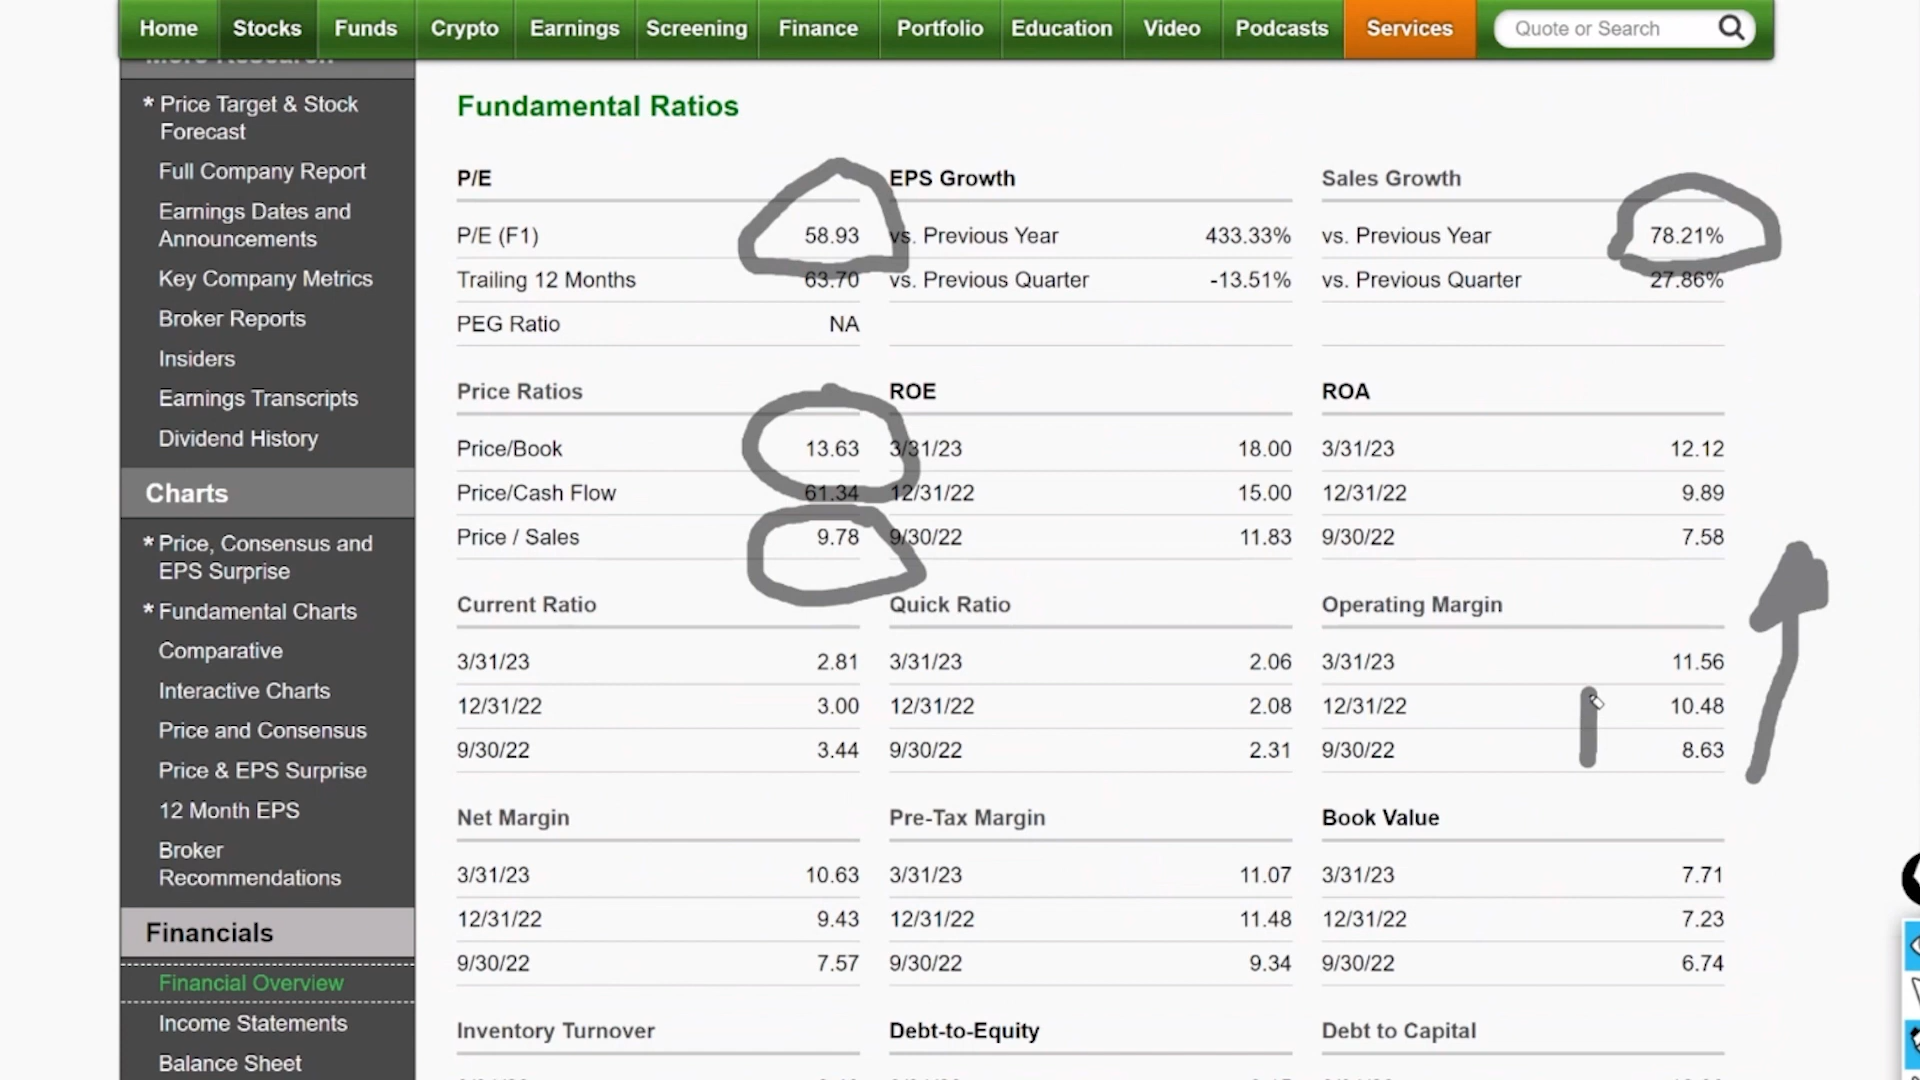 Home Stocks Funds Crypto Earnings Screening Finance Portfolio Education Video Podcasts Services Quote or Search
More Research
* Price Target & Stock
Forecast
Full Company Report
Earnings Dates and
Announcements
Key Company Metrics
Broker Reports
Insiders
Earnings Transcripts
Dividend History
Charts
* Price, Consensus and
EPS Surprise
* Fundamental Charts
Comparative
Interactive Charts
Price and Consensus
Price & EPS Surprise
12 Month EPS
Broker
Recommendations
Financials
Financial Overview
Income Statements
Balance Sheet
Fundamental Ratios
P/E EPS Growth Sales Growth
P/E (F1) 58.93 vs. Previous Year 433.33% vs. Previous Year 78.21%
Trailing 12 Months 63.70 vs. Previous Quarter -13.51% vs. Previous Quarter 27.86%
PEG Ratio NA
Price Ratios ROE ROA
Price/Book 13.63 3/31/23 18.00 3/31/23 12.12
Price/Cash Flow 61.34 12/31/22 15.00 12/31/22 9.89
Price / Sales 9.78 9/30/22 11.83 9/30/22 7.58
Current Ratio Quick Ratio Operating Margin
3/31/23 2.81 3/31/23 2.06 3/31/23 11.56
12/31/22 3.00 12/31/22 2.08 12/31/22 10.48
9/30/22 3.44 9/30/22 2.31 9/30/22 8.63
Net Margin Pre-Tax Margin Book Value
3/31/23 10.63 3/31/23 11.07 3/31/23 7.71
12/31/22 9.43 12/31/22 11.48 12/31/22 7.23
9/30/22 7.57 9/30/22 9.34 9/30/22 6.74
Inventory Turnover Debt-to-Equity Debt to Capital